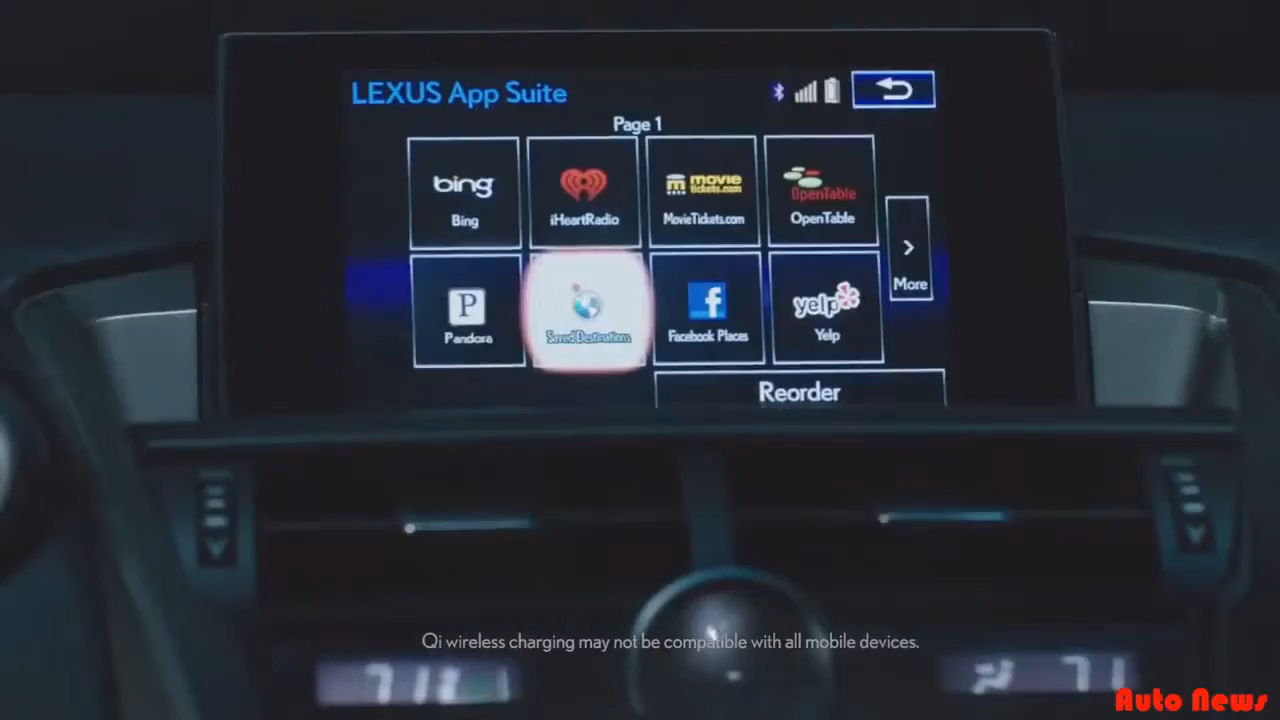 LEXUS App Suite
Page 1
bing
Bing
iHeartRadio
movie
tickets.com
MovieTickets.com
OpenTable
OpenTable
P
Pandora
Saved Destinations
f
Facebook Places
yelp
Yelp
>
More
Reorder
Qi wireless charging may not be compatible with all mobile devices.
71
Auto News